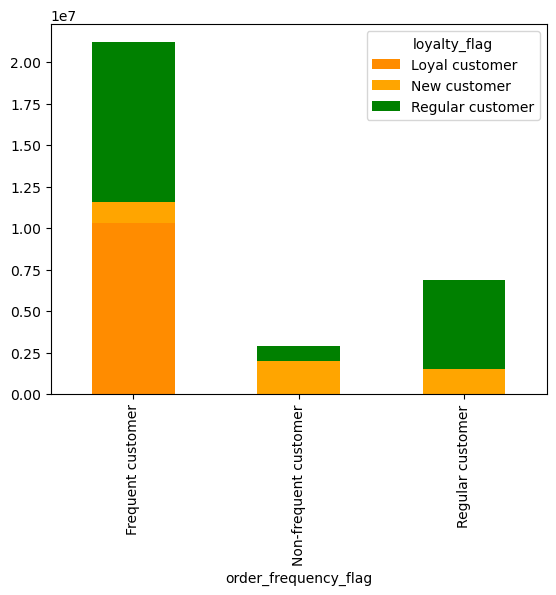 1e7
loyalty_flag
Loyal customer
New customer
Regular customer
2.00
1.75
1.50
1.25
1.00
0.75
0.50
0.25
0.00
Frequent customer
Non-frequent customer
Regular customer
order_frequency_flag